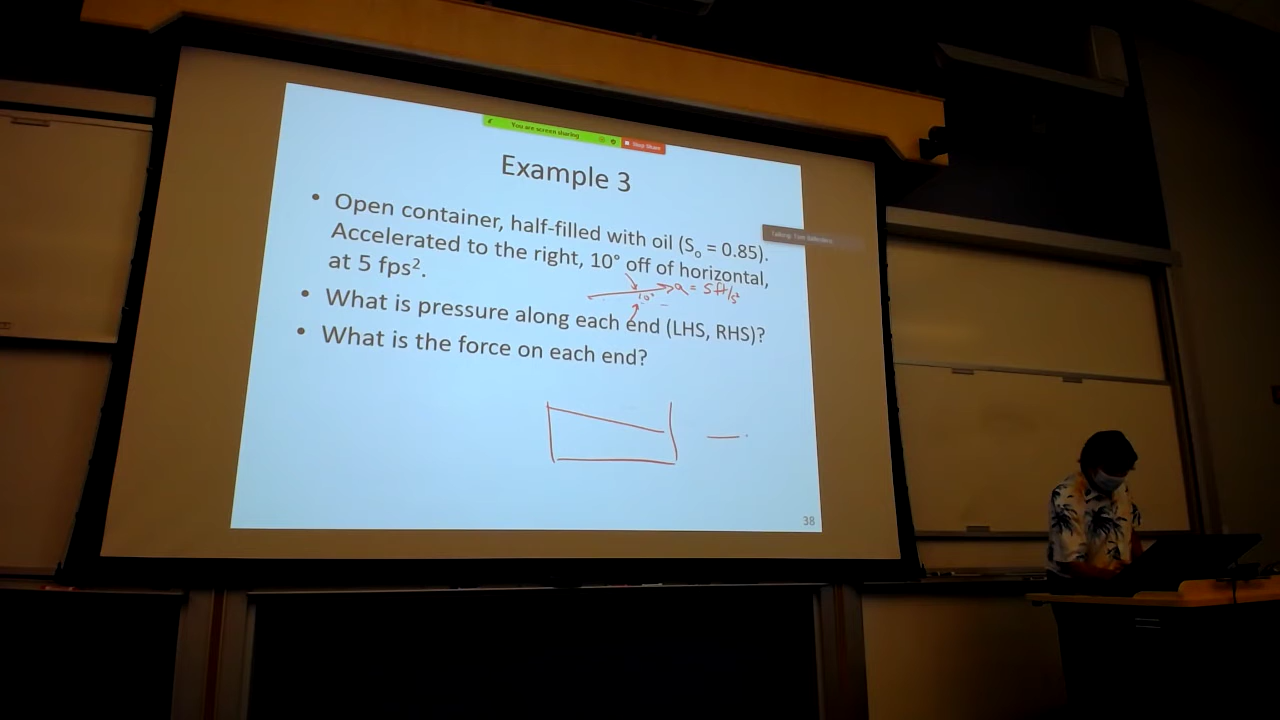 You are screen sharing
Stop Share
Example 3
• Open container, half-filled with oil (Sₒ = 0.85).
Accelerated to the right, 10° off of horizontal,
at 5 fps².
10°
a = 5 ft/s²
• What is pressure along each end (LHS, RHS)?
• What is the force on each end?
38